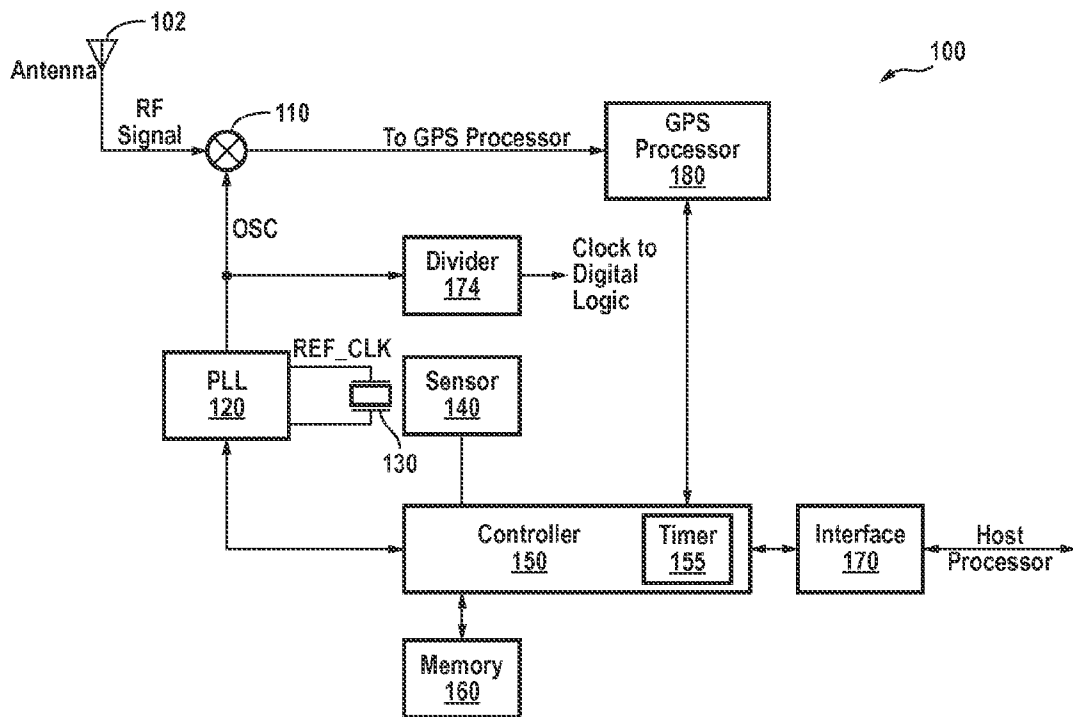 102
Antenna
RF
Signal
110
To GPS Processor
GPS
Processor
180
100
OSC
Divider
174
Clock to
Digital
Logic
PLL
120
REF_CLK
130
Sensor
140
Controller
150
Timer
155
Interface
170
Host
Processor
Memory
160